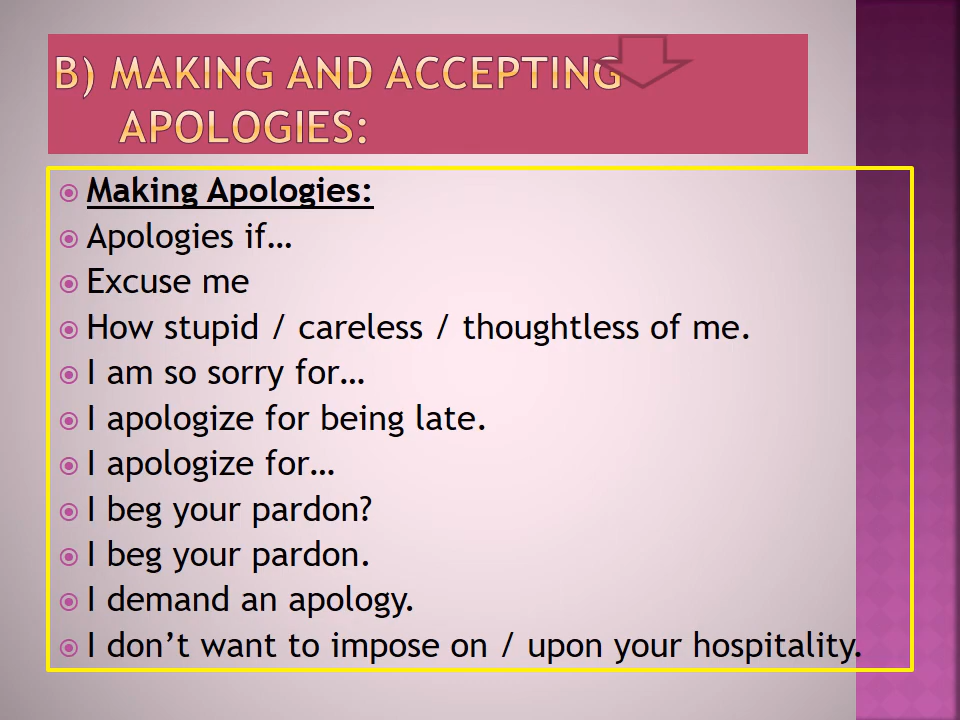 B) MAKING AND ACCEPTING
APOLOGIES:
Making Apologies:
Apologies if…
Excuse me
How stupid / careless / thoughtless of me.
I am so sorry for…
I apologize for being late.
I apologize for…
I beg your pardon?
I beg your pardon.
I demand an apology.
I don’t want to impose on / upon your hospitality.